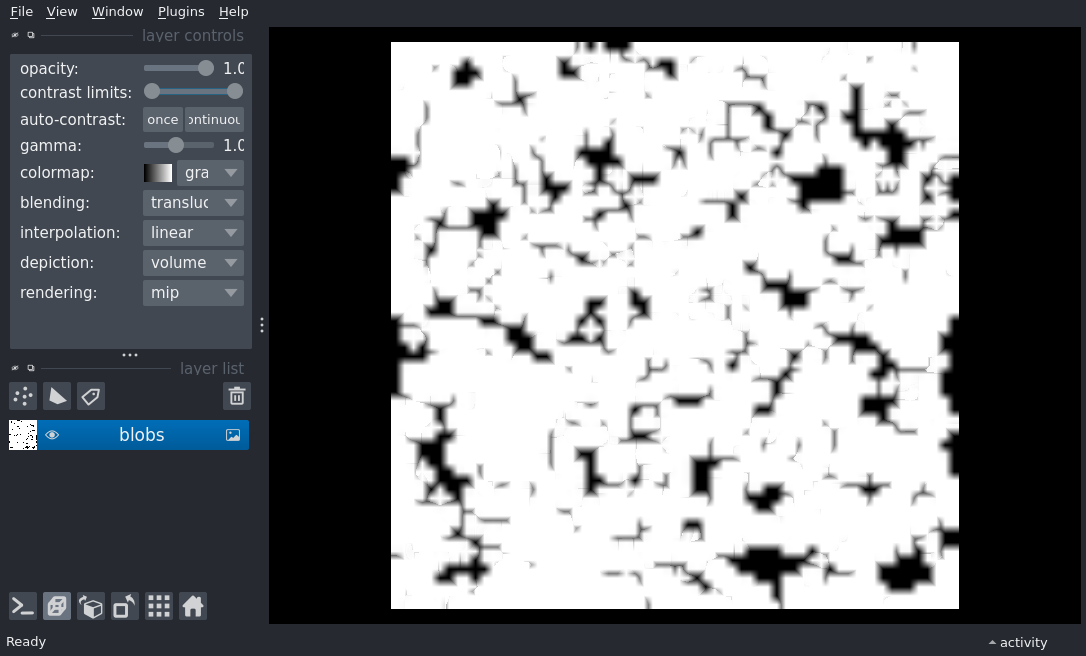 File View Window Plugins Help
layer controls
opacity: 1.0
contrast limits:
auto-contrast: once ontinuou
gamma: 1.0
colormap: gra
blending: transluc
interpolation: linear
depiction: volume
rendering: mip
layer list
blobs
Ready activity